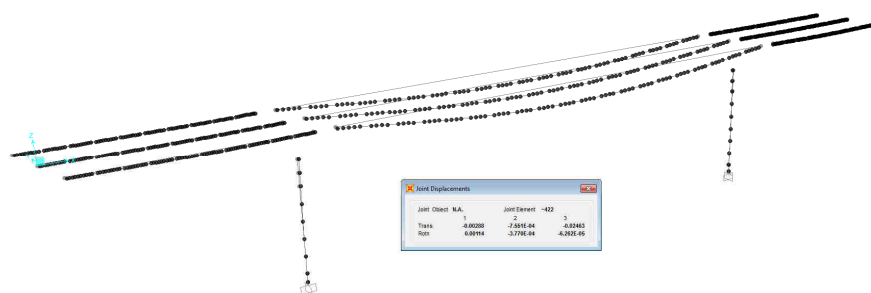 Z
Joint Displacements
Joint Object N.A. Joint Element ~422
1 2 3
Trans -0.00288 -7.551E-04 -0.02463
Rotn 0.00114 -3.770E-04 -6.262E-05